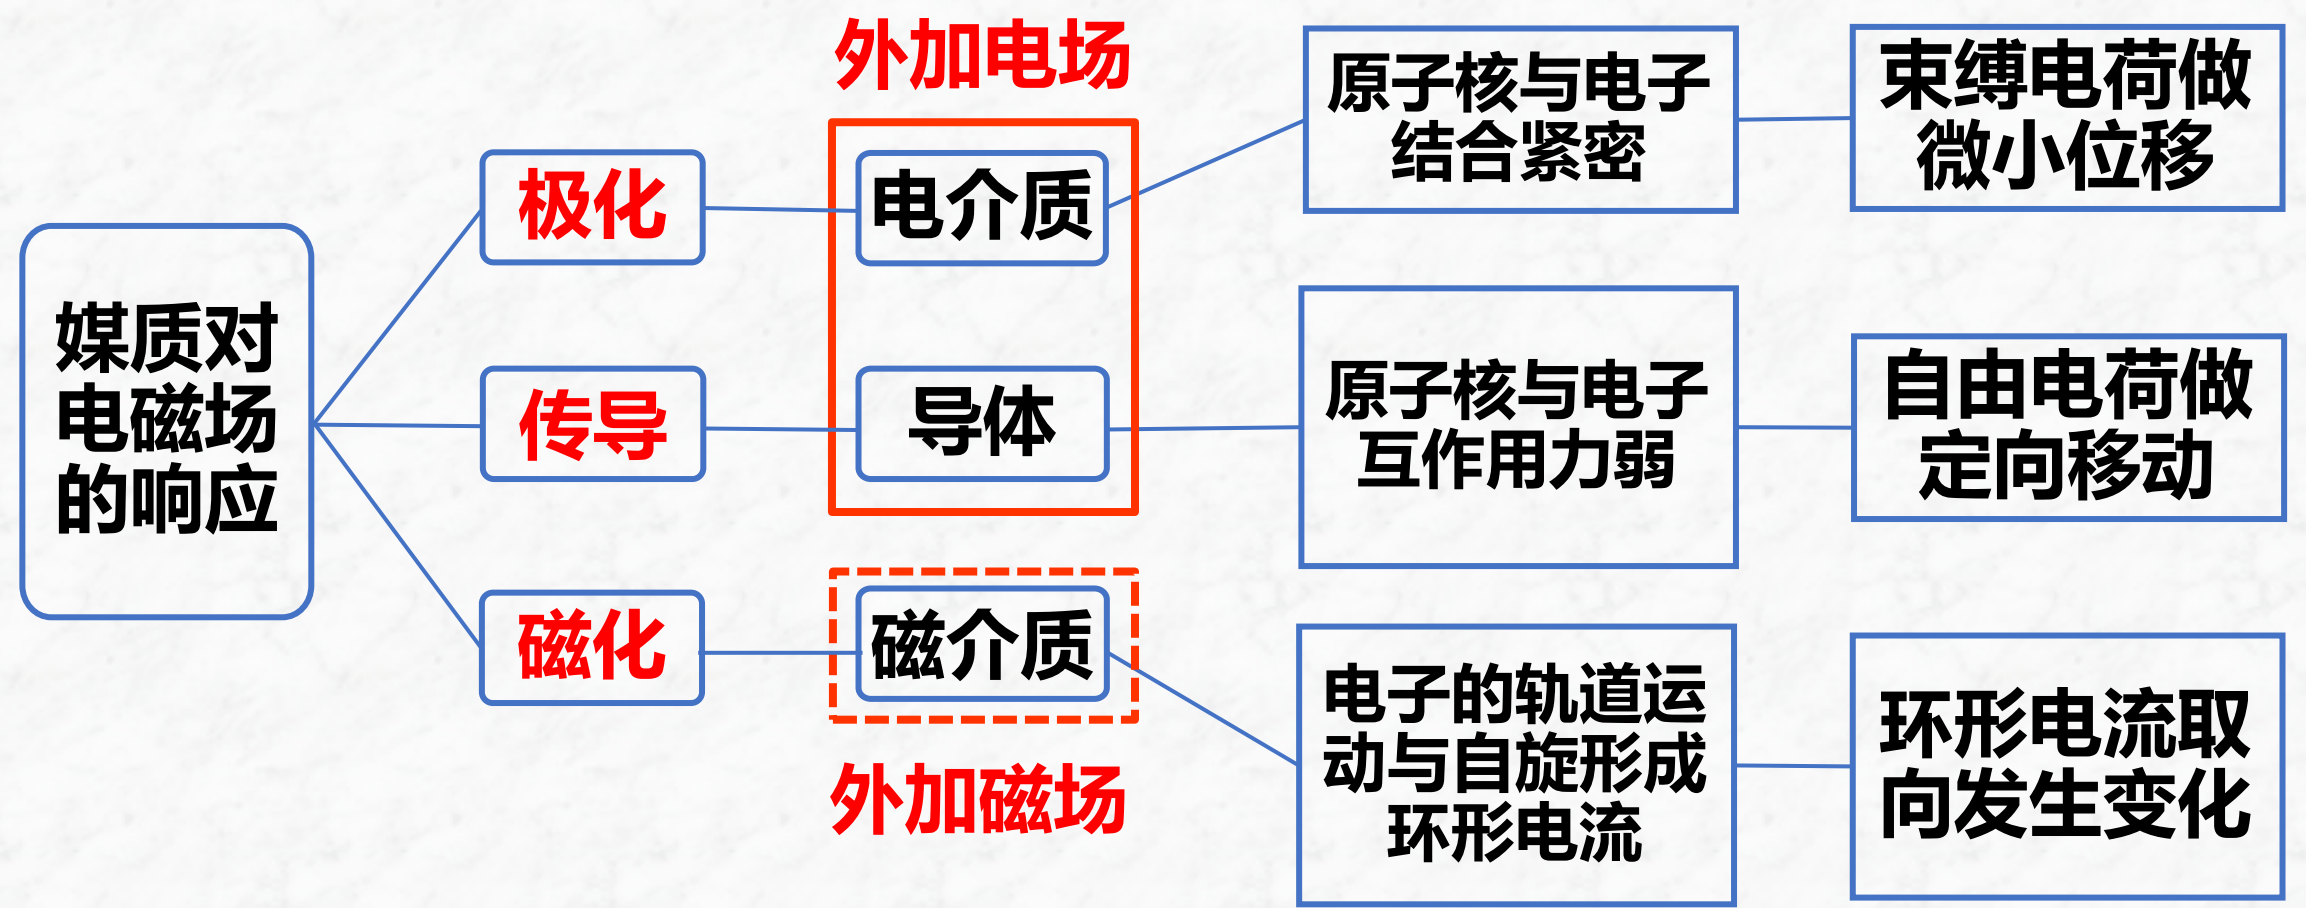 媒质对
电磁场
的响应
极化
传导
磁化
外加电场
电介质
导体
磁介质
外加磁场
原子核与电子
结合紧密
原子核与电子
互作用力弱
电子的轨道运
动与自旋形成
环形电流
束缚电荷做
微小位移
自由电荷做
定向移动
环形电流取
向发生变化